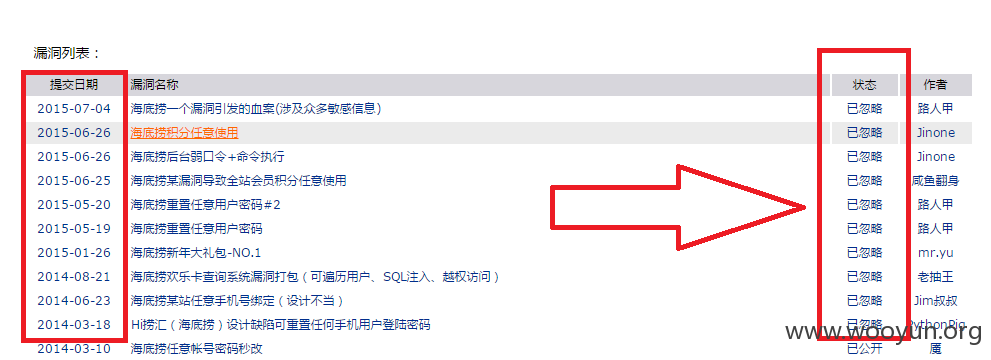 漏洞列表：
提交日期 漏洞名称 状态 作者
2015-07-04 海底捞一个漏洞引发的血案(涉及众多敏感信息) 已忽略 路人甲
2015-06-26 海底捞积分任意使用 已忽略 Jinone
2015-06-26 海底捞后台弱口令+命令执行 已忽略 Jinone
2015-06-25 海底捞某漏洞导致全站会员积分任意使用 已忽略 咸鱼翻身
2015-05-20 海底捞重置任意用户密码#2 已忽略 路人甲
2015-05-19 海底捞重置任意用户密码 已忽略 路人甲
2015-01-26 海底捞新年大礼包-NO.1 已忽略 mr.yu
2014-08-21 海底捞欢乐卡查询系统漏洞打包（可遍历用户、SQL注入、越权访问） 已忽略 老抽王
2014-06-23 海底捞某站任意手机号绑定（设计不当） 已忽略 Jim叔叔
2014-03-18 Hi捞汇（海底捞）设计缺陷可重置任何手机用户登陆密码 已忽略 PythonPig
www.wooyun.org
2014-03-10 海底捞任意帐号密码秒改 已公开 魇